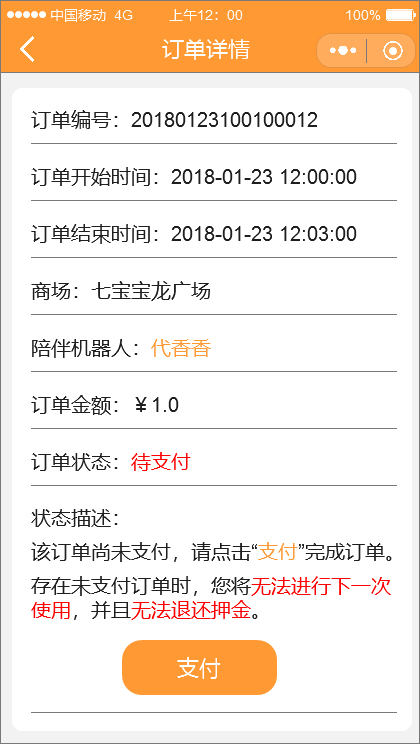 中国移动 4G 上午12：00 100%
订单详情
订单编号：20180123100100012
订单开始时间：2018-01-23 12:00:00
订单结束时间：2018-01-23 12:03:00
商场：七宝宝龙广场
陪伴机器人：代香香
订单金额：￥1.0
订单状态：待支付
状态描述：
该订单尚未支付，请点击“支付”完成订单。
存在未支付订单时，您将无法进行下一次
使用，并且无法退还押金。
支付